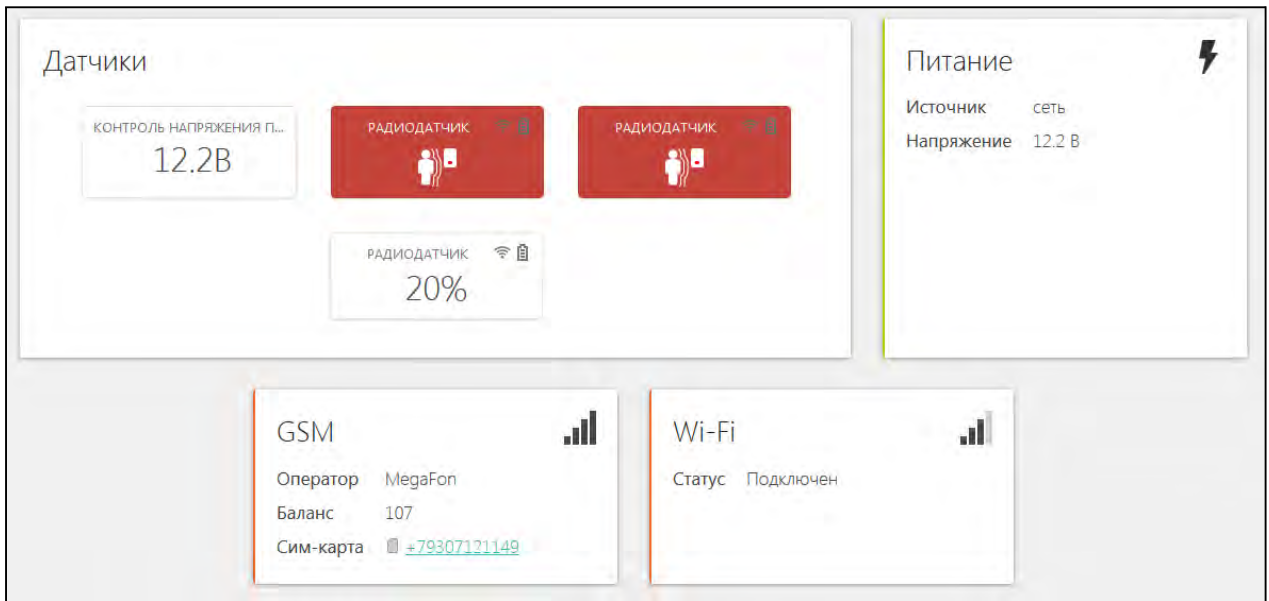 Датчики
КОНТРОЛЬ НАПРЯЖЕНИЯ П...
12.2В
РАДИОДАТЧИК
РАДИОДАТЧИК
РАДИОДАТЧИК
20%
Питание
Источник сеть
Напряжение 12.2 В
GSM
Оператор MegaFon
Баланс 107
Сим-карта +79307121149
Wi-Fi
Статус Подключен